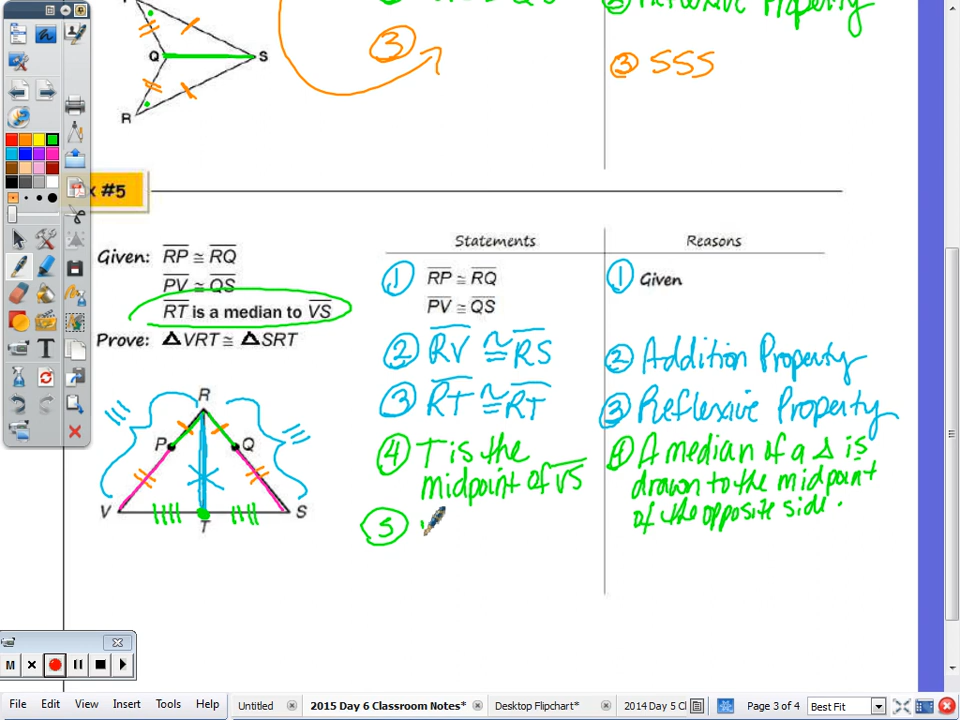 Q
S
R
③
② Reflexive Property
③ SSS
x #5
Given: RP ≅ RQ
PV ≅ QS
RT is a median to VS
Prove: △VRT ≅ △SRT
R
P
Q
V
T
S
Statements
Reasons
① RP ≅ RQ
PV ≅ QS
① Given
② RV ≅ RS
② Addition Property
③ RT ≅ RT
③ Reflexive Property
④ T is the
midpoint of VS
④ A median of a △ is
drawn to the midpoint
of the opposite side.
⑤
M
File Edit View Insert Tools Help
Untitled
2015 Day 6 Classroom Notes*
Desktop Flipchart*
2014 Day 5 Cl
Page 3 of 4
Best Fit